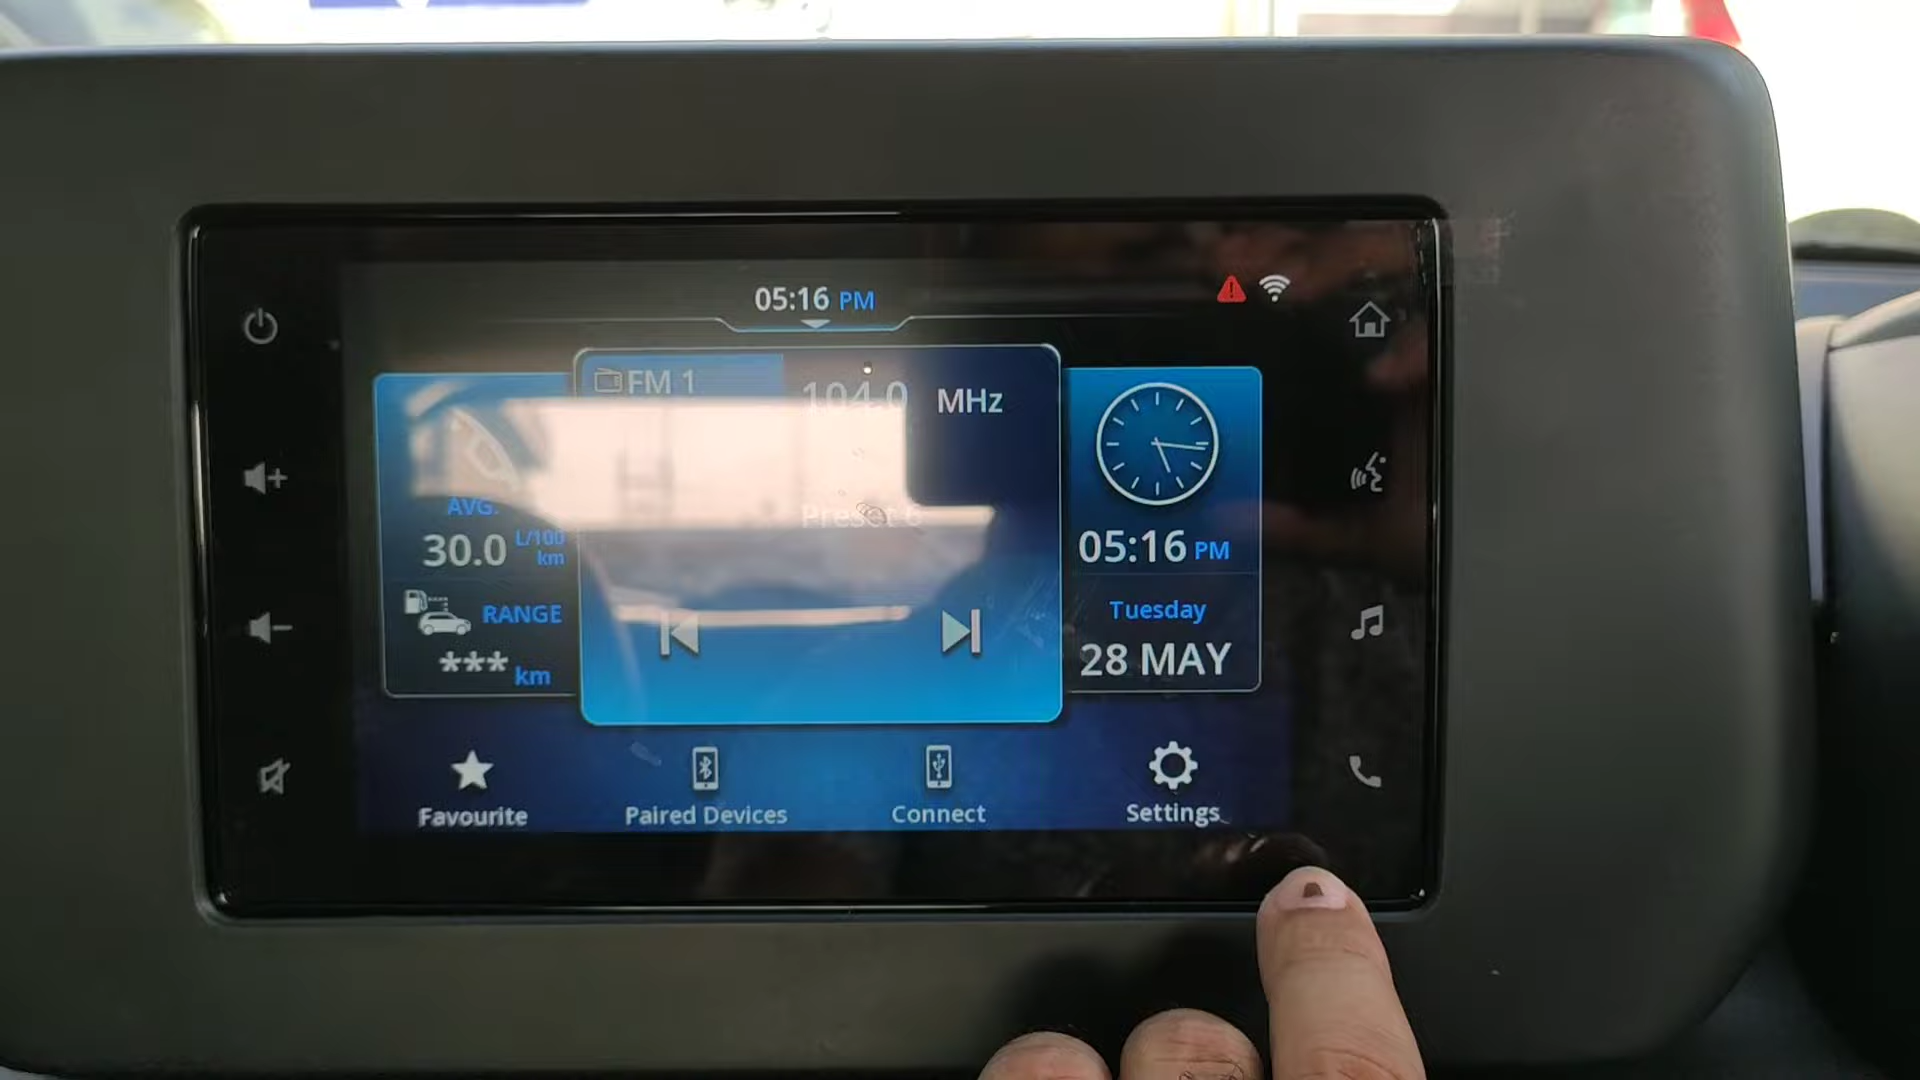 05:16 PM
FM 1
104.0 MHz
Preset 6
AVG.
30.0 L/100 km
RANGE
*** km
05:16 PM
Tuesday
28 MAY
Favourite
Paired Devices
Connect
Settings